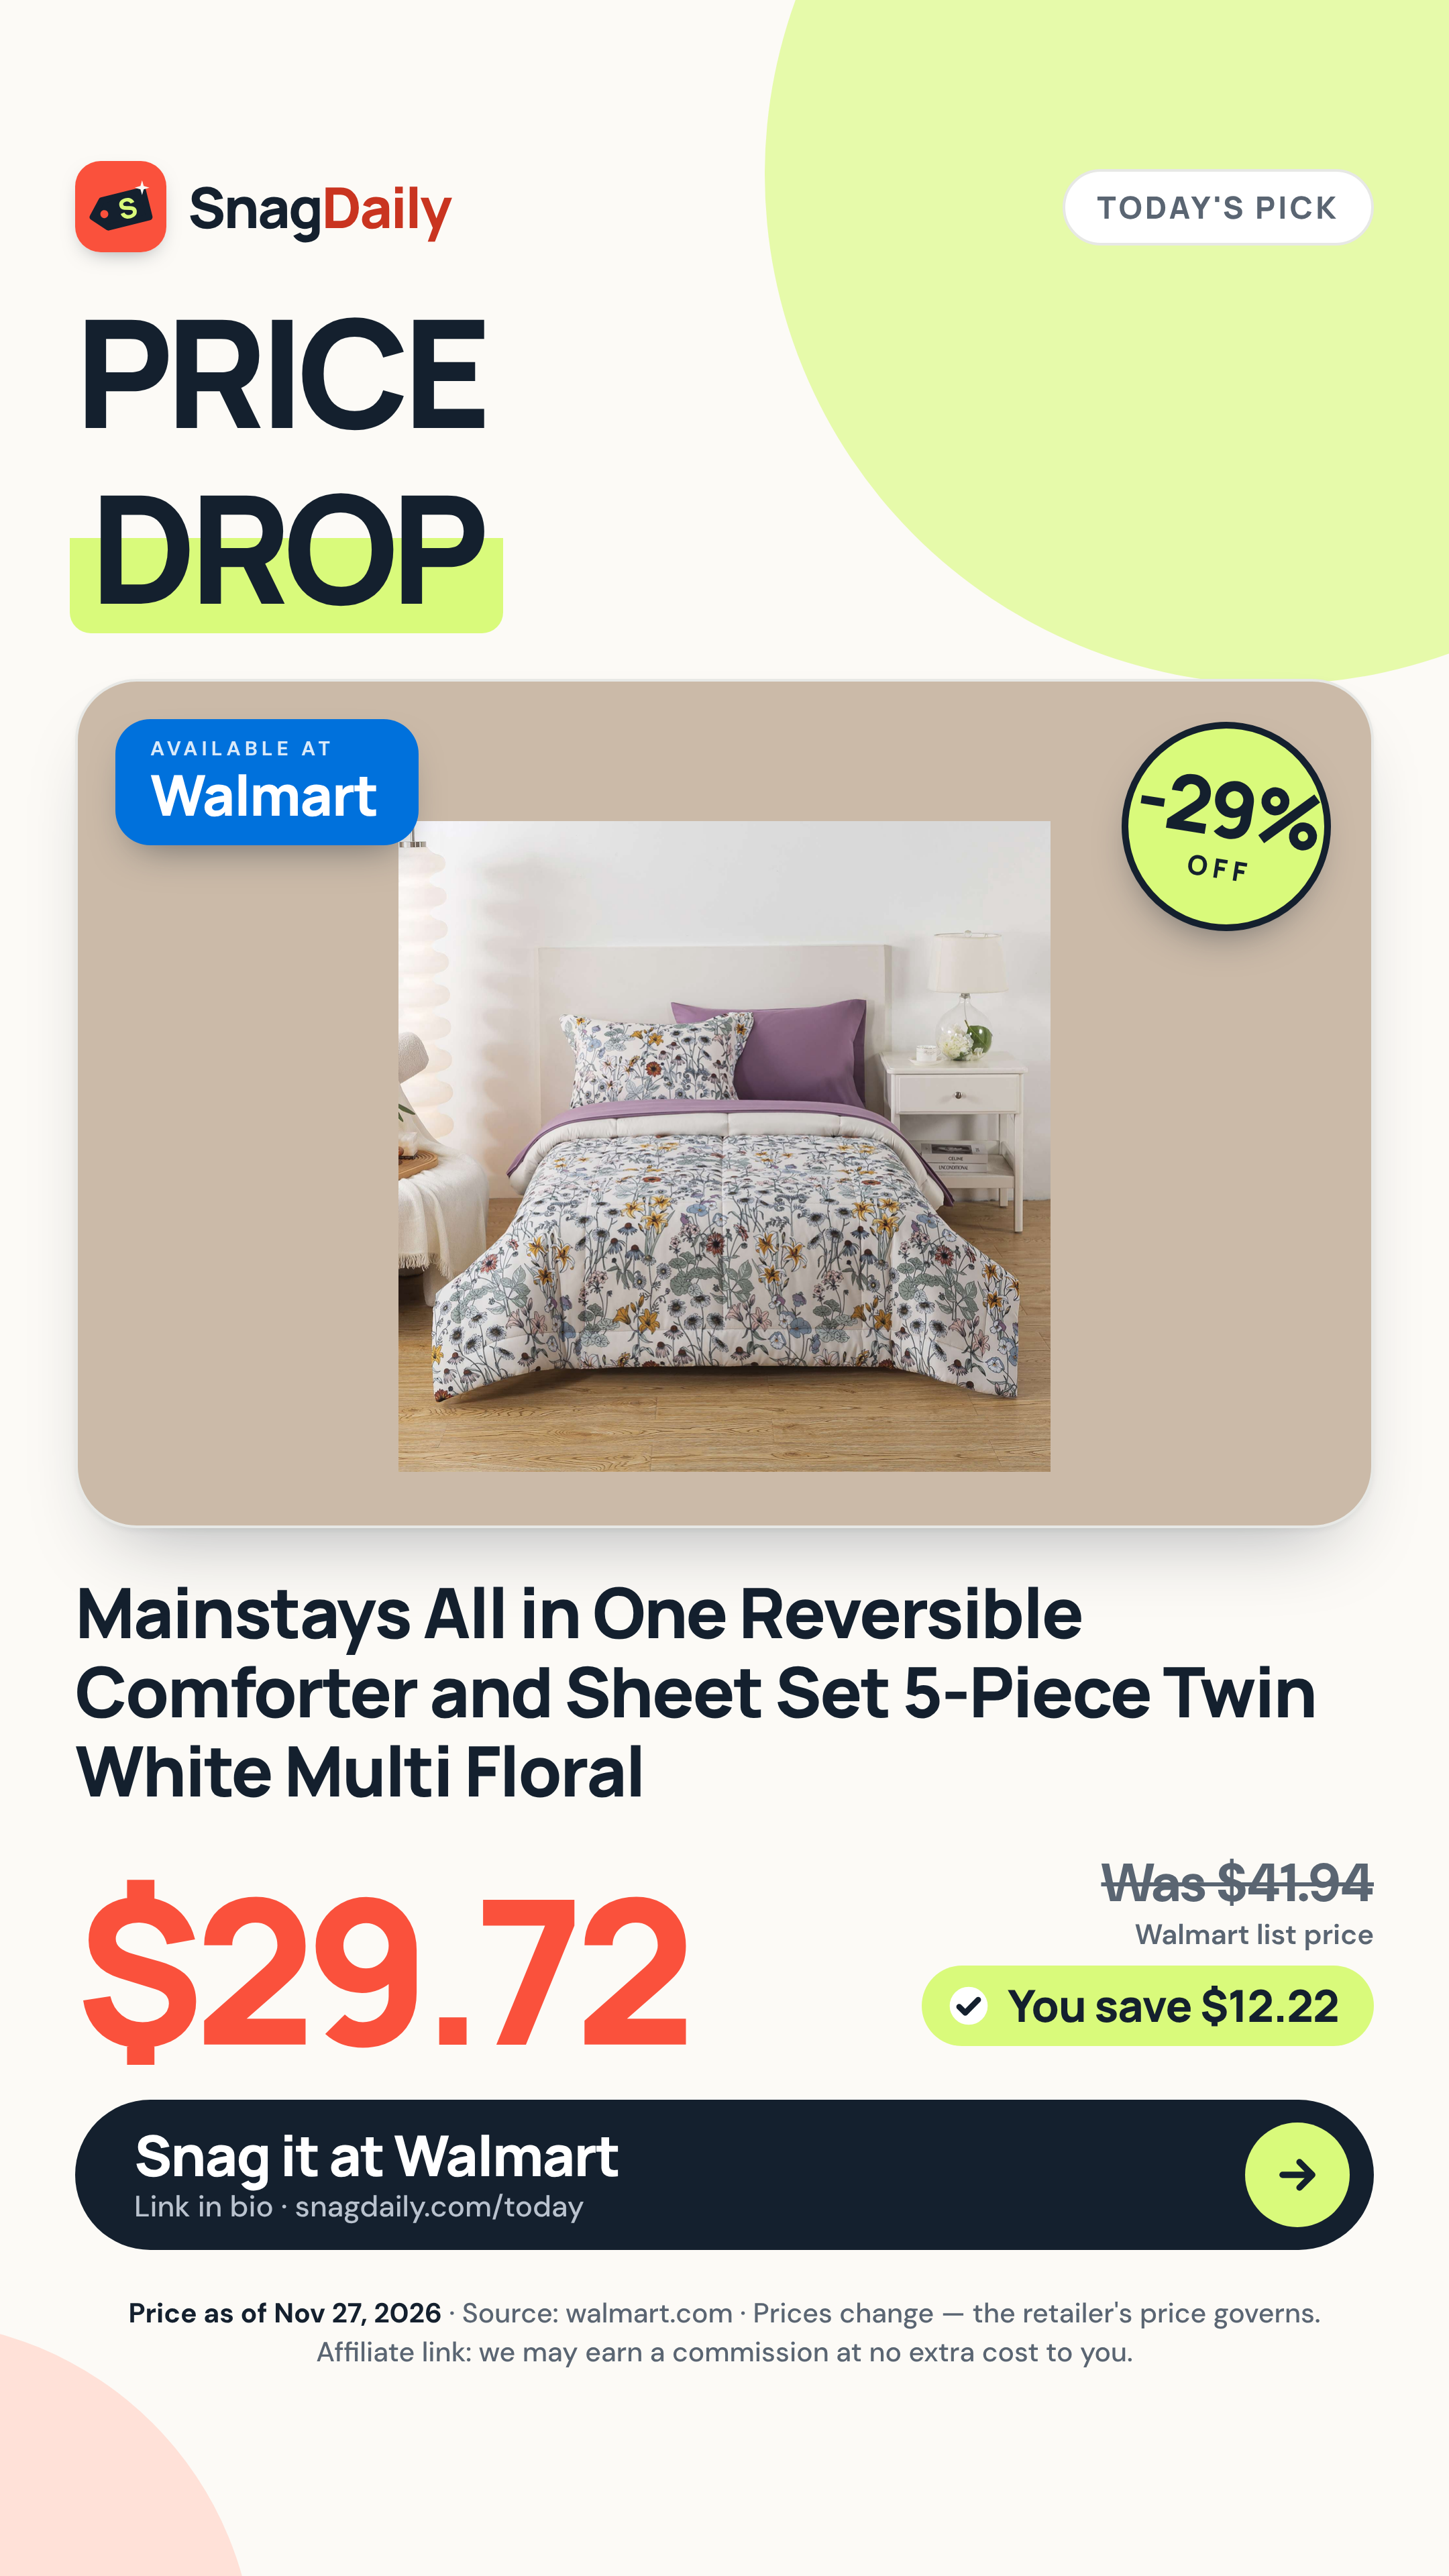 S
SnagDaily
TODAY'S PICK
PRICE
DROP
AVAILABLE AT
Walmart
-29%
OFF
CELINE
Mainstays All in One Reversible
Comforter and Sheet Set 5-Piece Twin
White Multi Floral
$29.72
Was $41.94
Walmart list price
You save $12.22
Snag it at Walmart
Link in bio · snagdaily.com/today
Price as of Nov 27, 2026 · Source: walmart.com · Prices change — the retailer's price governs.
Affiliate link: we may earn a commission at no extra cost to you.